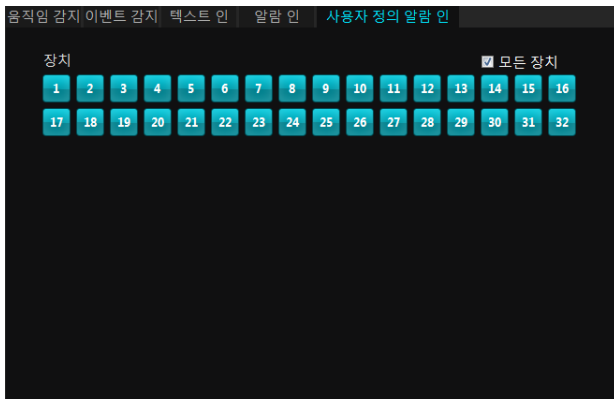 움직임 감지 이벤트 감지 텍스트 인 알람 인 사용자 정의 알람 인
장치 모든 장치
1 2 3 4 5 6 7 8 9 10 11 12 13 14 15 16
17 18 19 20 21 22 23 24 25 26 27 28 29 30 31 32